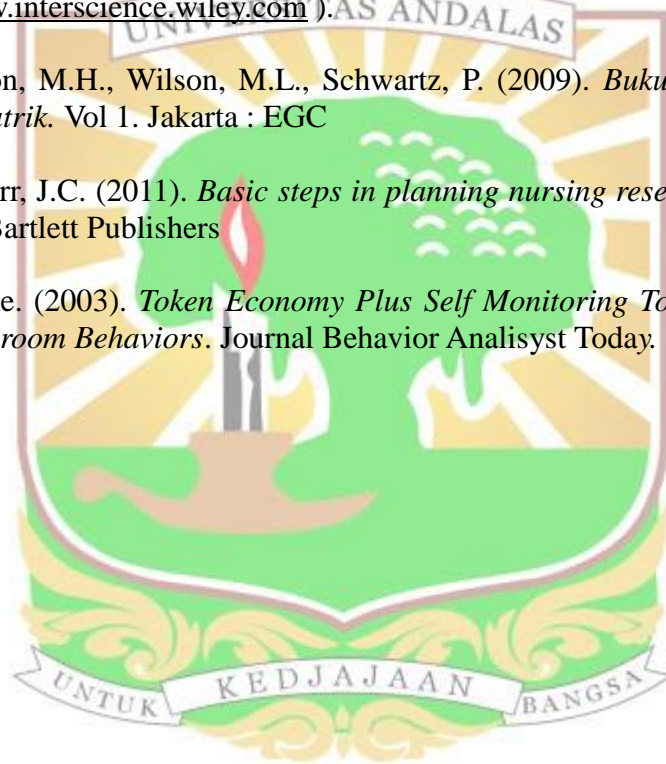 w.interscience.wiley.com ).
UNIVERSITAS ANDALAS
on, M.H., Wilson, M.L., Schwartz, P. (2009). Buku
atrik. Vol 1. Jakarta : EGC
rr, J.C. (2011). Basic steps in planning nursing rese
Bartlett Publishers
e. (2003). Token Economy Plus Self Monitoring To
room Behaviors. Journal Behavior Analisyst Today.
UNTUK KEDJAJAAN BANGSA